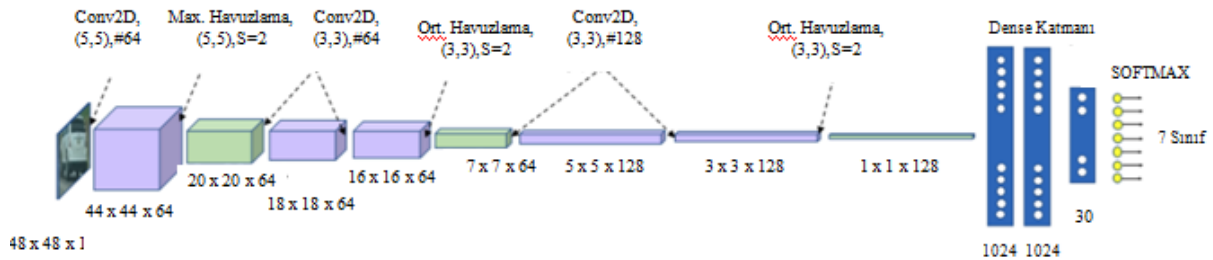 Conv2D,
(5,5),#64
Max. Havuzlama,
(5,5),S=2
Conv2D,
(3,3),#64
Ort. Havuzlama,
(3,3),S=2
Conv2D,
(3,3),#128
Ort. Havuzlama,
(3,3),S=2
Dense Katmanı
SOFTMAX
7 Sınıf
48 x 48 x 1
44 x 44 x 64
20 x 20 x 64
18 x 18 x 64
16 x 16 x 64
7 x 7 x 64
5 x 5 x 128
3 x 3 x 128
1 x 1 x 128
1024
1024
30